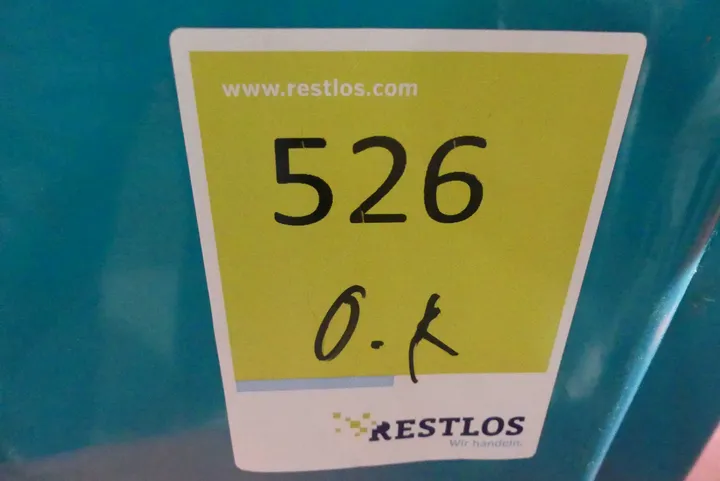 www.restlos.com
526
O.K
RESTLOS
Wir handeln.